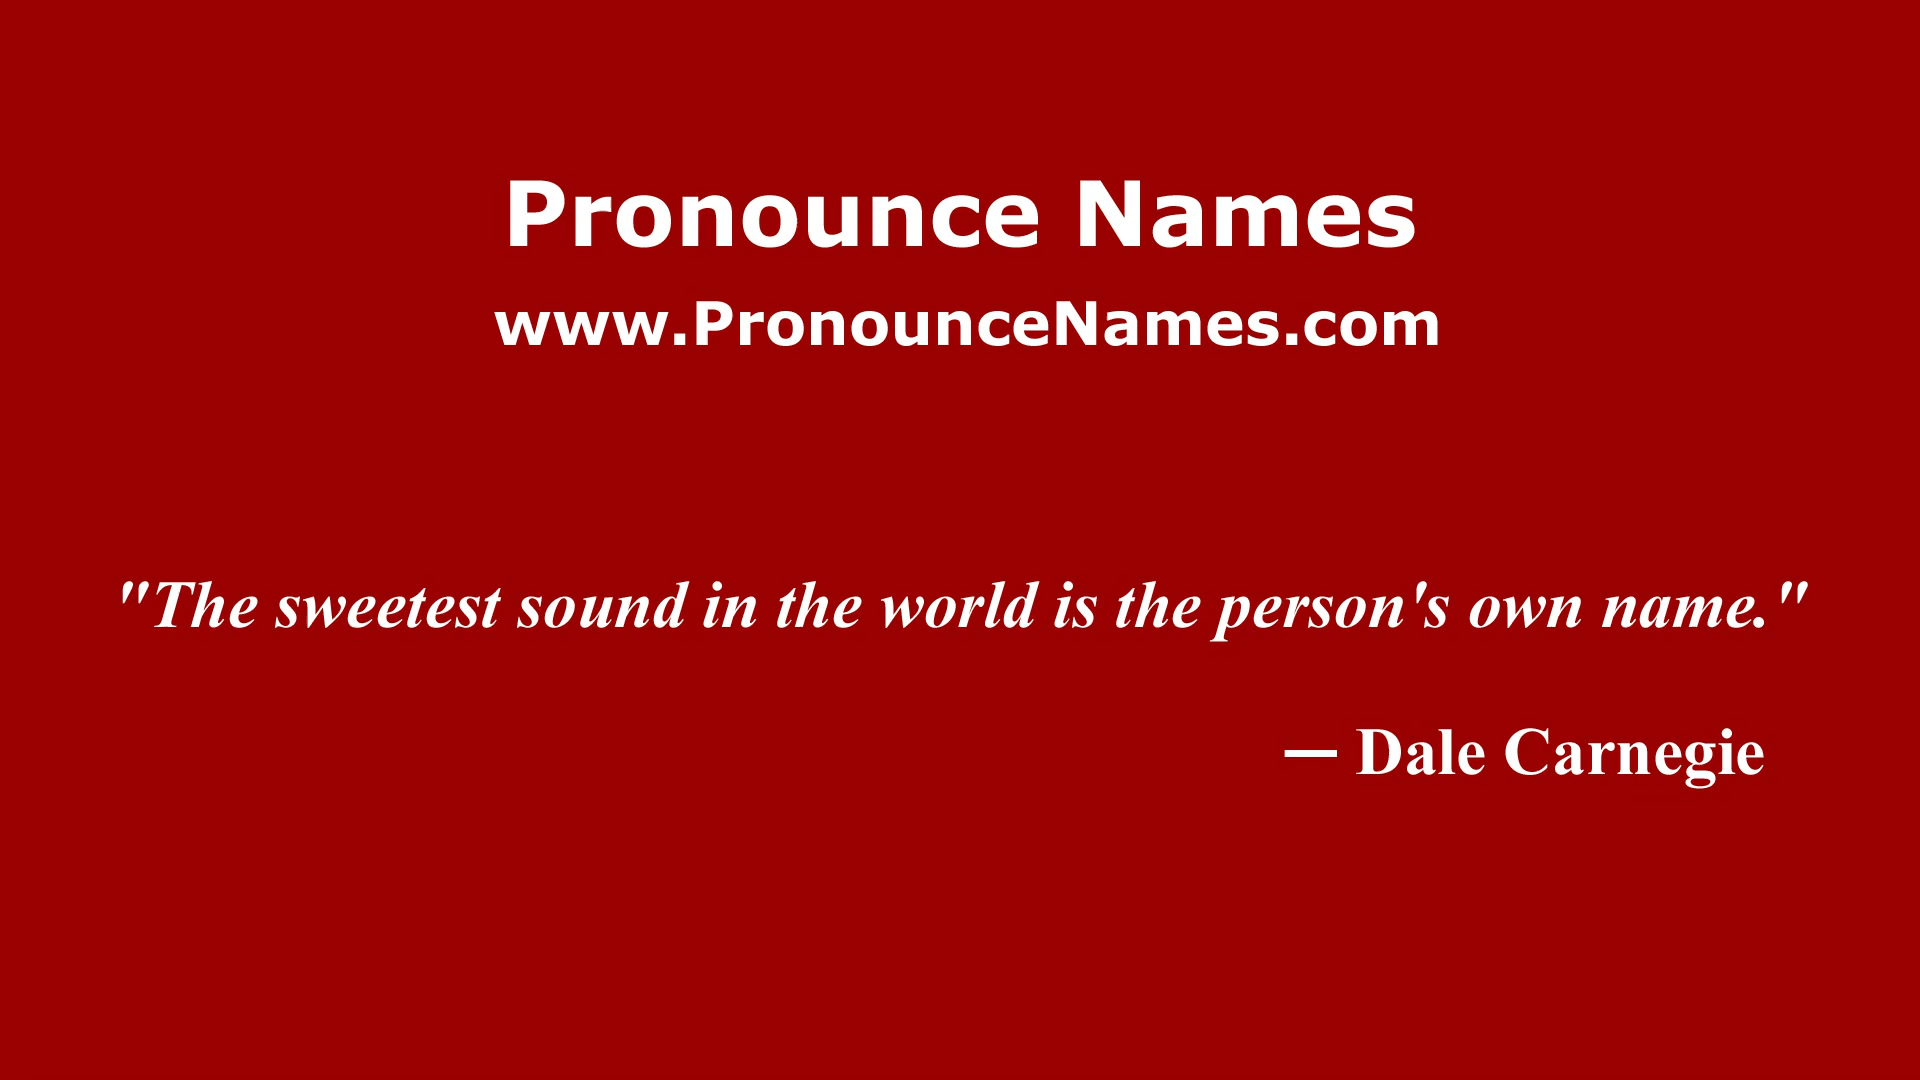 Pronounce Names
www.PronounceNames.com
"The sweetest sound in the world is the person's own name."
— Dale Carnegie